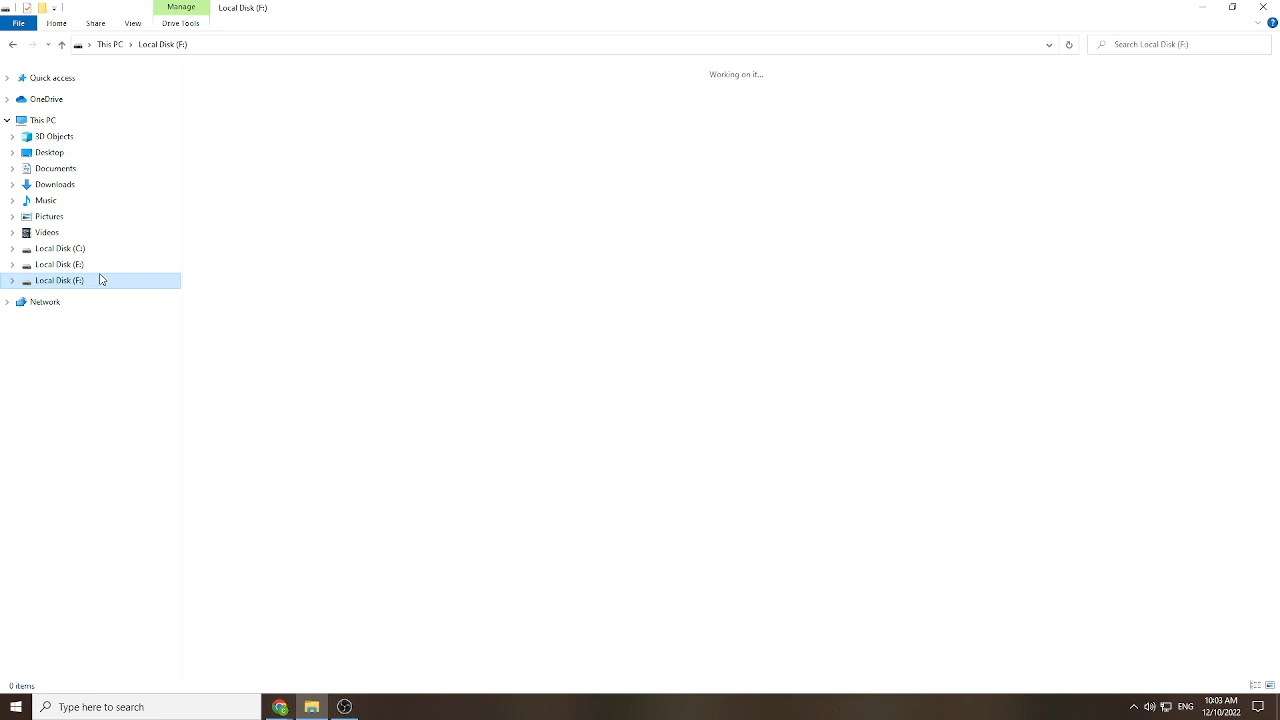 Manage
Local Disk (F:)
File
Home
Share
View
Drive Tools
This PC
Local Disk (F:)
Search Local Disk (F:)
Working on it...
Quick access
OneDrive
This PC
3D Objects
Desktop
Documents
Downloads
Music
Pictures
Videos
Local Disk (C:)
Local Disk (E:)
Local Disk (F:)
Network
0 items
Type here to search
ENG
10:03 AM
12/10/2022